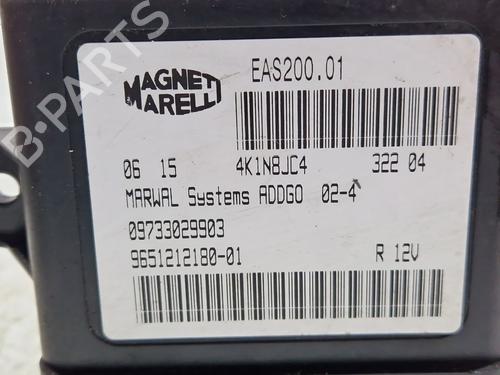 B-PARTS
MAGNETI MARELLI
EAS200.01
06 15 4K1N8JC4 322 04
MARWAL Systems ADDGO 02-4
09733029903
9651212180-01 R 12V